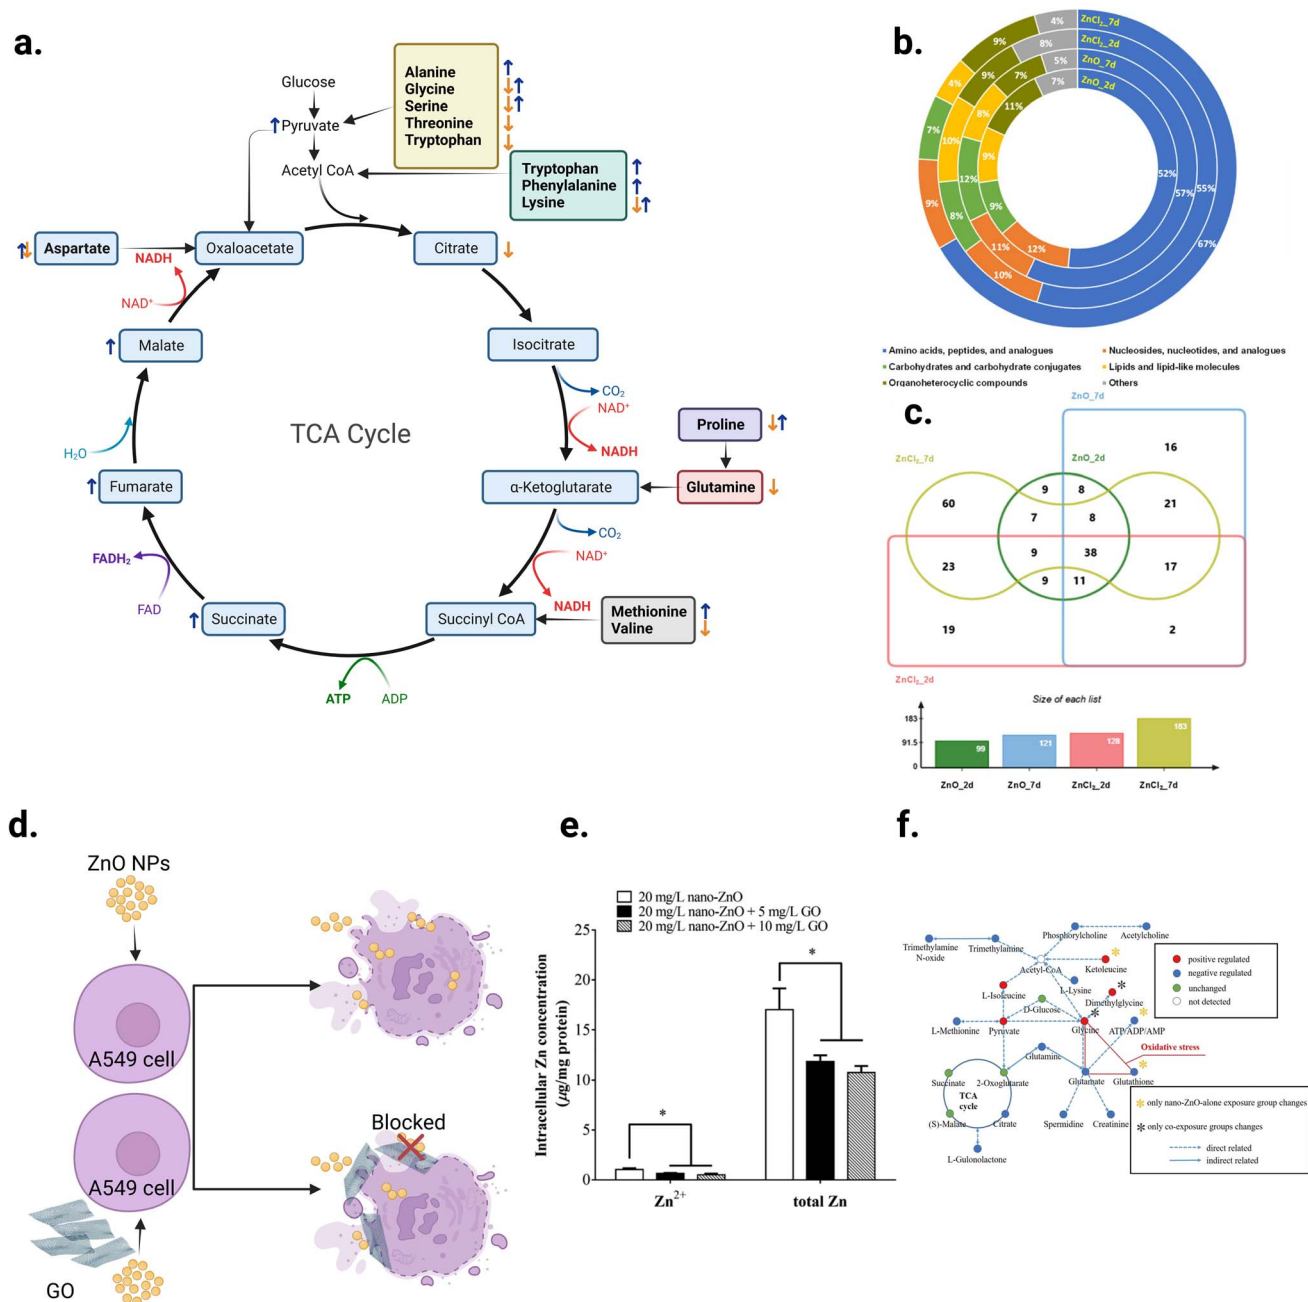 a.
Glucose
Pyruvate
Acetyl CoA
Alanine
Glycine
Serine
Threonine
Tryptophan
Tryptophan
Phenylalanine
Lysine
Aspartate
Oxaloacetate
Citrate
NADH
NAD+
Malate
Isocitrate
CO₂
NAD+
NADH
TCA Cycle
Proline
H₂O
Fumarate
α-Ketoglutarate
Glutamine
CO₂
NAD+
FADH₂
FAD
NADH
Succinate
Succinyl CoA
Methionine
Valine
ATP
ADP
b.
4%
ZnCl₂_7d
9%
8%
ZnCl₂_2d
9%
7%
5%
ZnO_7d
4%
11%
7%
ZnO_2d
8%
7%
10%
9%
12%
52%
57%
55%
9%
8%
9%
11%
12%
67%
10%
Amino acids, peptides, and analogues
Nucleosides, nucleotides, and analogues
Carbohydrates and carbohydrate conjugates
Lipids and lipid-like molecules
Organoheterocyclic compounds
Others
c.
ZnO_7d
ZnCl₂_7d
ZnO_2d
16
60
9
8
21
7
8
23
9
38
17
9
11
19
2
ZnCl₂_2d
Size of each list
183
91.5
0
99
121
128
183
ZnO_2d
ZnO_7d
ZnCl₂_2d
ZnCl₂_7d
d.
ZnO NPs
A549 cell
A549 cell
Blocked
GO
e.
20 mg/L nano-ZnO
20 mg/L nano-ZnO + 5 mg/L GO
20 mg/L nano-ZnO + 10 mg/L GO
Intracellular Zn concentration
(μg/mg protein)
25
20
15
10
5
0
*
*
Zn²⁺
total Zn
f.
Phosphorylcholine
Acetylcholine
Trimethylamine
N-oxide
Trimethylamine
Acetyl-CoA
Ketoleucine
L-Lysine
L-Isoleucine
Dimethylglycine
D-Glucose
L-Methionine
Pyruvate
Glycine
ATP/ADP/AMP
Oxidative stress
Glutamine
Succinate
2-Oxoglutarate
Glutamate
Glutathione
TCA
cycle
(S)-Malate
Citrate
Spermidine
Creatinine
L-Gulonolactone
positive regulated
negative regulated
unchanged
not detected
* only nano-ZnO-alone exposure group changes
* only co-exposure groups changes
direct related
indirect related